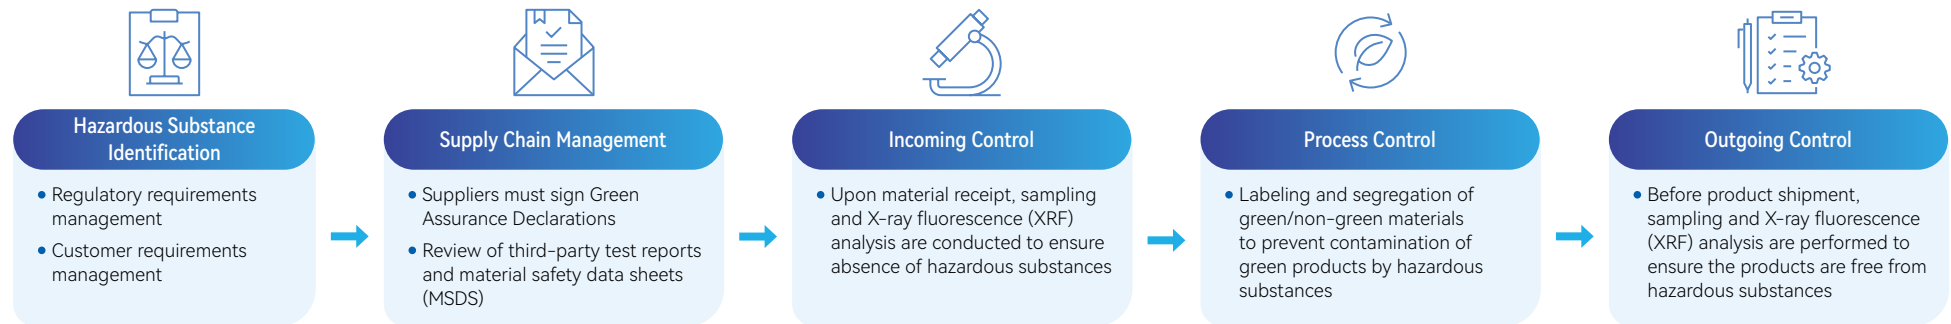 Hazardous Substance
Identification
• Regulatory requirements
management
• Customer requirements
management
Supply Chain Management
• Suppliers must sign Green
Assurance Declarations
• Review of third-party test reports
and material safety data sheets
(MSDS)
Incoming Control
• Upon material receipt, sampling
and X-ray fluorescence (XRF)
analysis are conducted to ensure
absence of hazardous substances
Process Control
• Labeling and segregation of
green/non-green materials
to prevent contamination of
green products by hazardous
substances
Outgoing Control
• Before product shipment,
sampling and X-ray fluorescence
(XRF) analysis are performed to
ensure the products are free from
hazardous substances